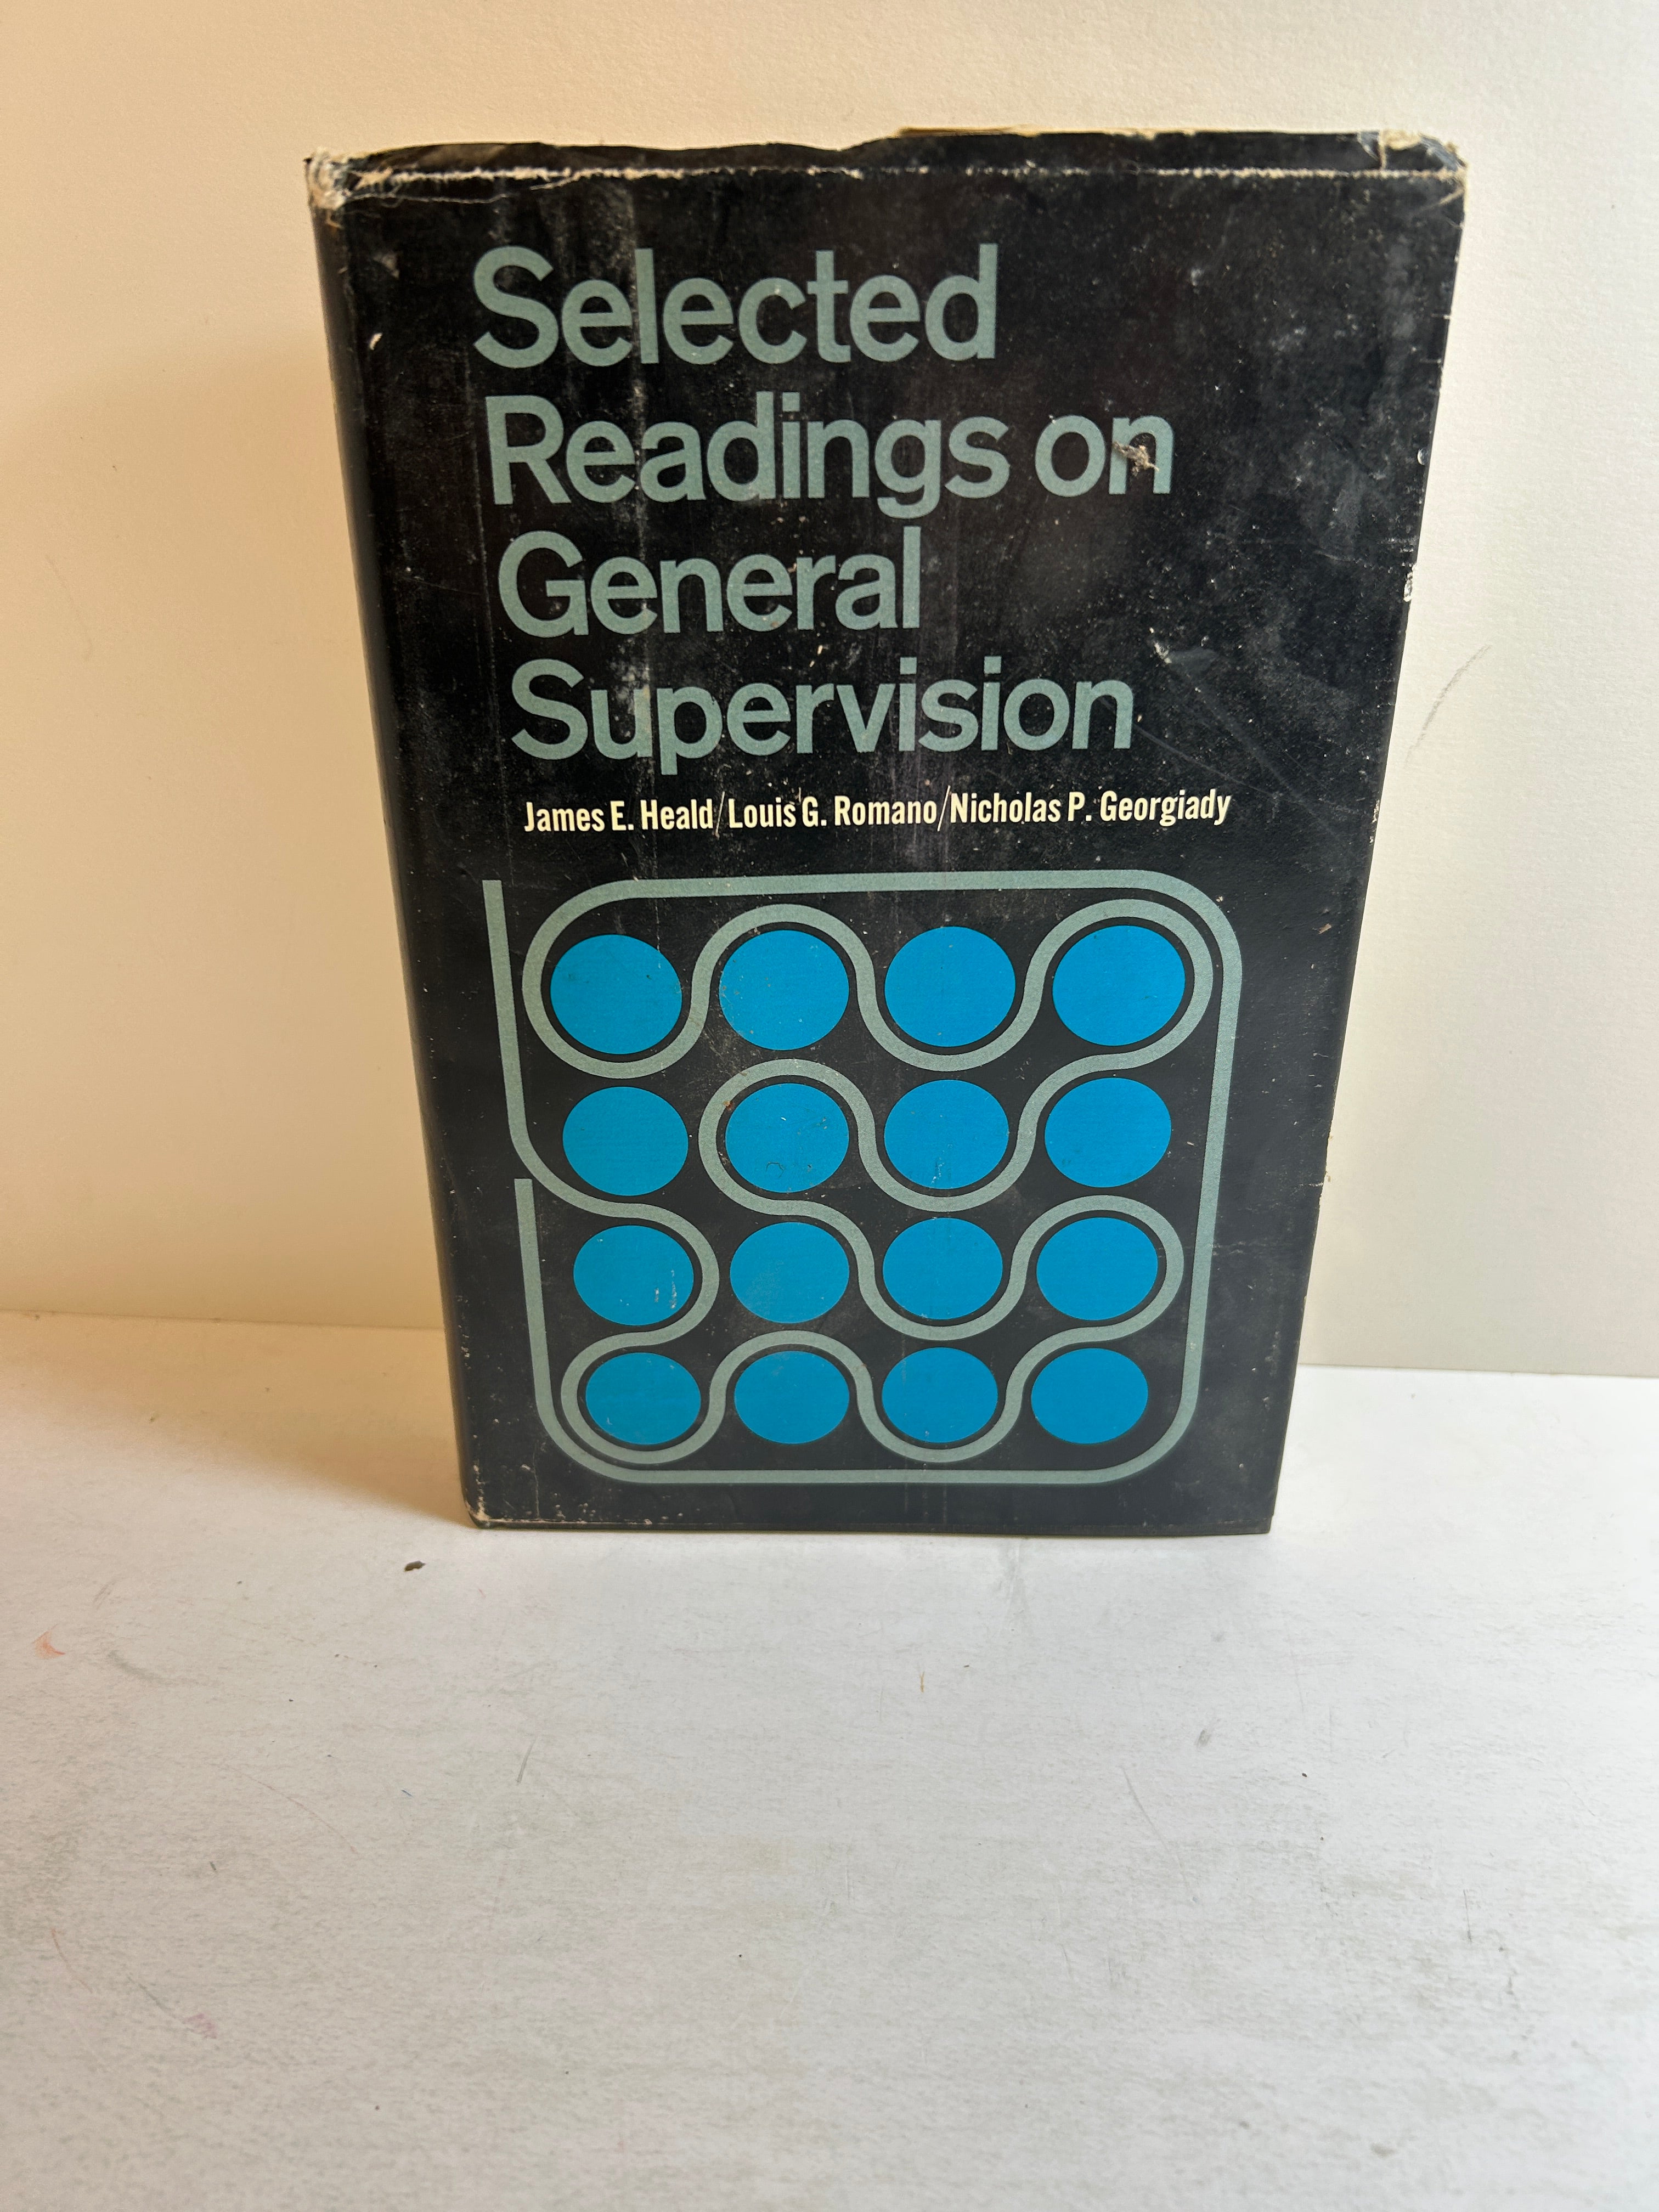 Selected
Readings on
General
Supervision
James E. Heald/Louis G. Romano/Nicholas P. Georgiady